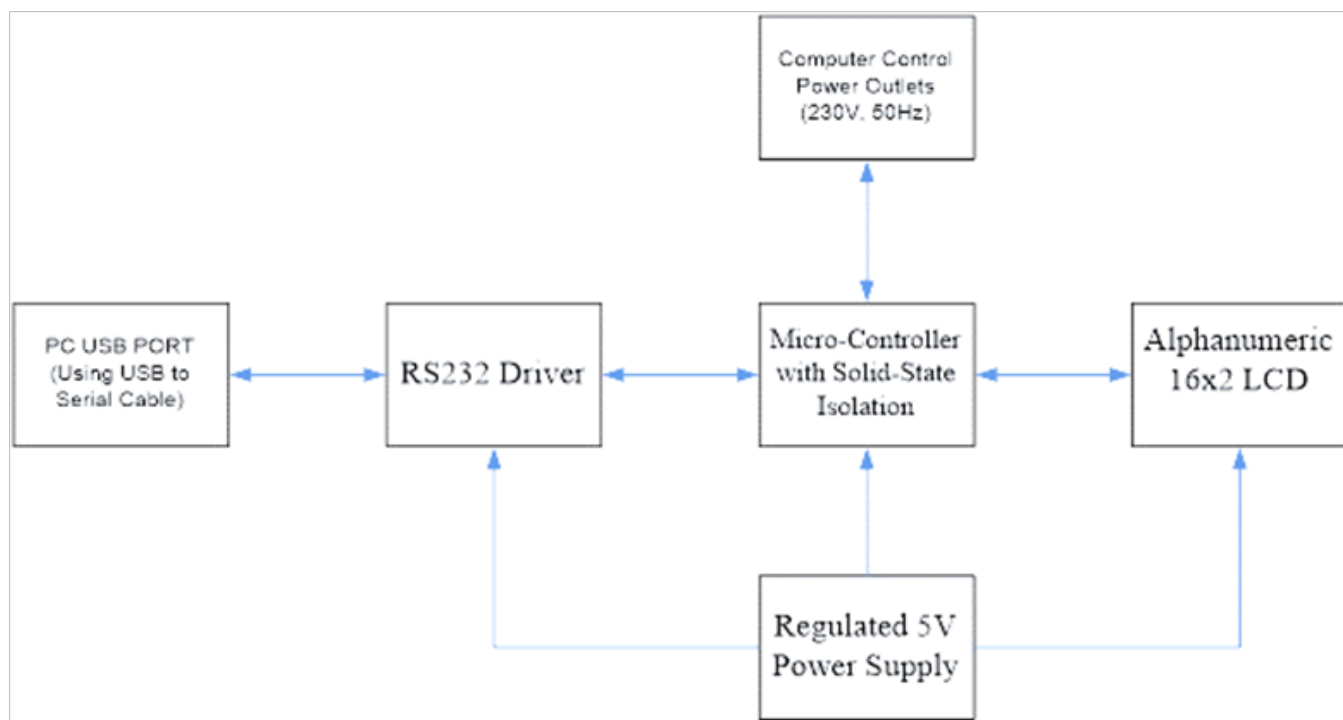 Computer Control
Power Outlets
(230V, 50Hz)
PC USB PORT
(Using USB to
Serial Cable)
RS232 Driver
Micro-Controller
with Solid-State
Isolation
Alphanumeric
16x2 LCD
Regulated 5V
Power Supply